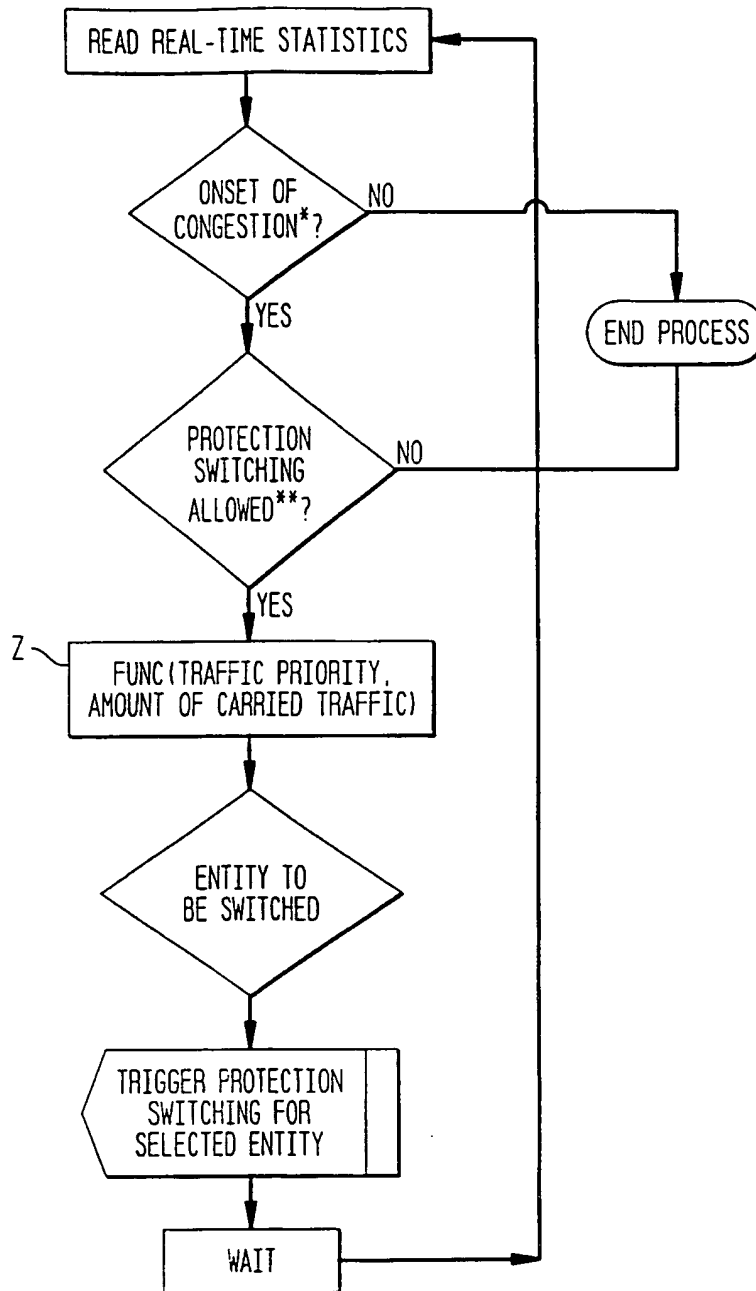 READ REAL-TIME STATISTICS
ONSET OF
CONGESTION*?
NO
YES
END PROCESS
PROTECTION
SWITCHING
ALLOWED**?
NO
YES
Z
FUNC(TRAFFIC PRIORITY,
AMOUNT OF CARRIED TRAFFIC)
ENTITY TO
BE SWITCHED
TRIGGER PROTECTION
SWITCHING FOR
SELECTED ENTITY
WAIT